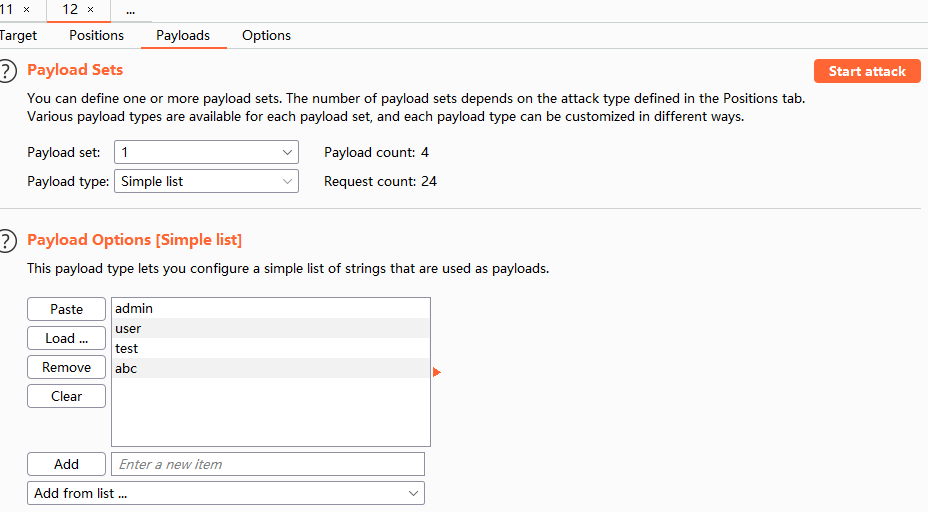 11 × 12 × ...
Target Positions Payloads Options
? Payload Sets Start attack
You can define one or more payload sets. The number of payload sets depends on the attack type defined in the Positions tab.
Various payload types are available for each payload set, and each payload type can be customized in different ways.
Payload set: 1 Payload count: 4
Payload type: Simple list Request count: 24
? Payload Options [Simple list]
This payload type lets you configure a simple list of strings that are used as payloads.
Paste admin
user
Load ... test
Remove abc
Clear
Add Enter a new item
Add from list ...